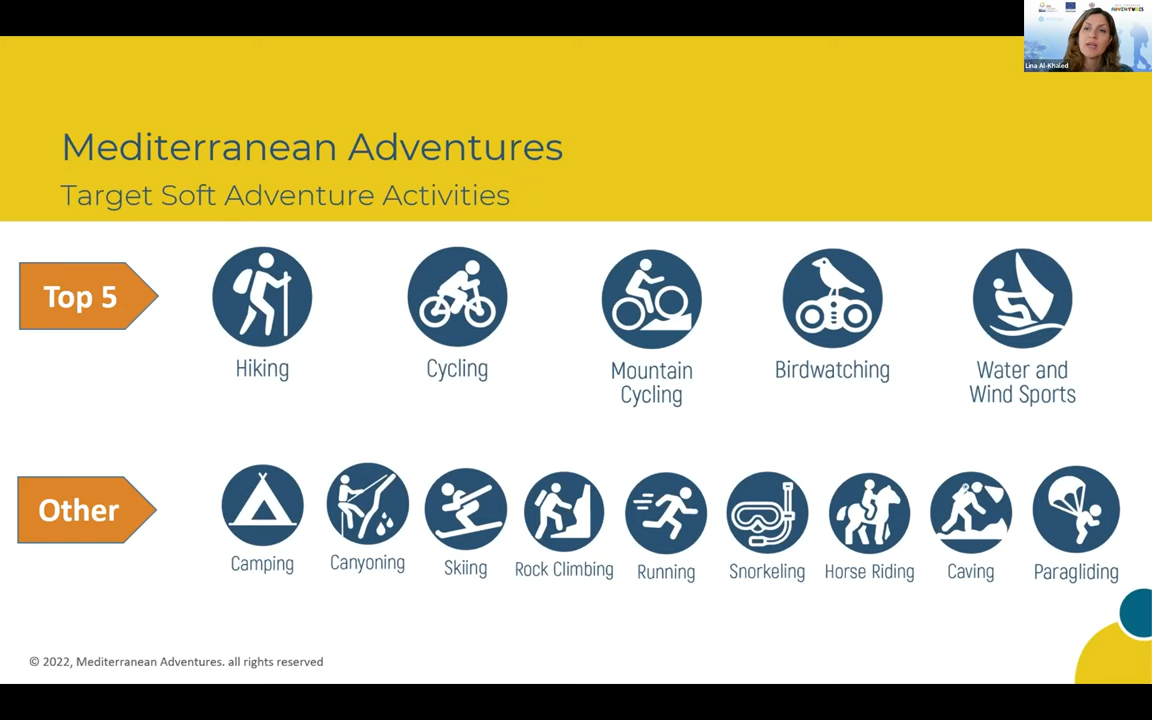 Lina Al-Khaled
Mediterranean Adventures
Target Soft Adventure Activities
Top 5
Hiking
Cycling
Mountain
Cycling
Birdwatching
Water and
Wind Sports
Other
Camping
Canyoning
Skiing
Rock Climbing
Running
Snorkeling
Horse Riding
Caving
Paragliding
© 2022, Mediterranean Adventures. all rights reserved